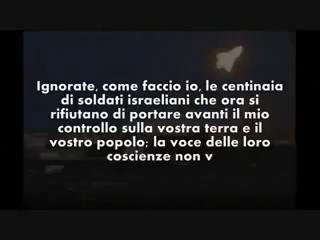 Ignorate, come faccio io, le centinaia
di soldati israeliani che ora si
rifiutano di portare avanti il mio
controllo sulla vostra terra e il
vostro popolo; la voce delle loro
coscienze non v